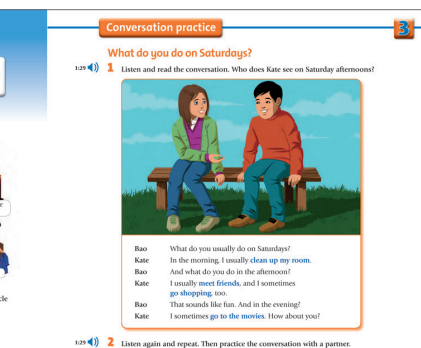 Conversation practice
3
What do you do on Saturdays?
1:29 1 Listen and read the conversation. Who does Kate see on Saturday afternoons?
Bao What do you usually do on Saturdays?
Kate In the morning, I usually clean up my room.
Bao And what do you do in the afternoon?
Kate I usually meet friends, and I sometimes
go shopping, too.
Bao That sounds like fun. And in the evening?
Kate I sometimes go to the movies. How about you?
1:29 2 Listen again and repeat. Then practice the conversation with a partner.